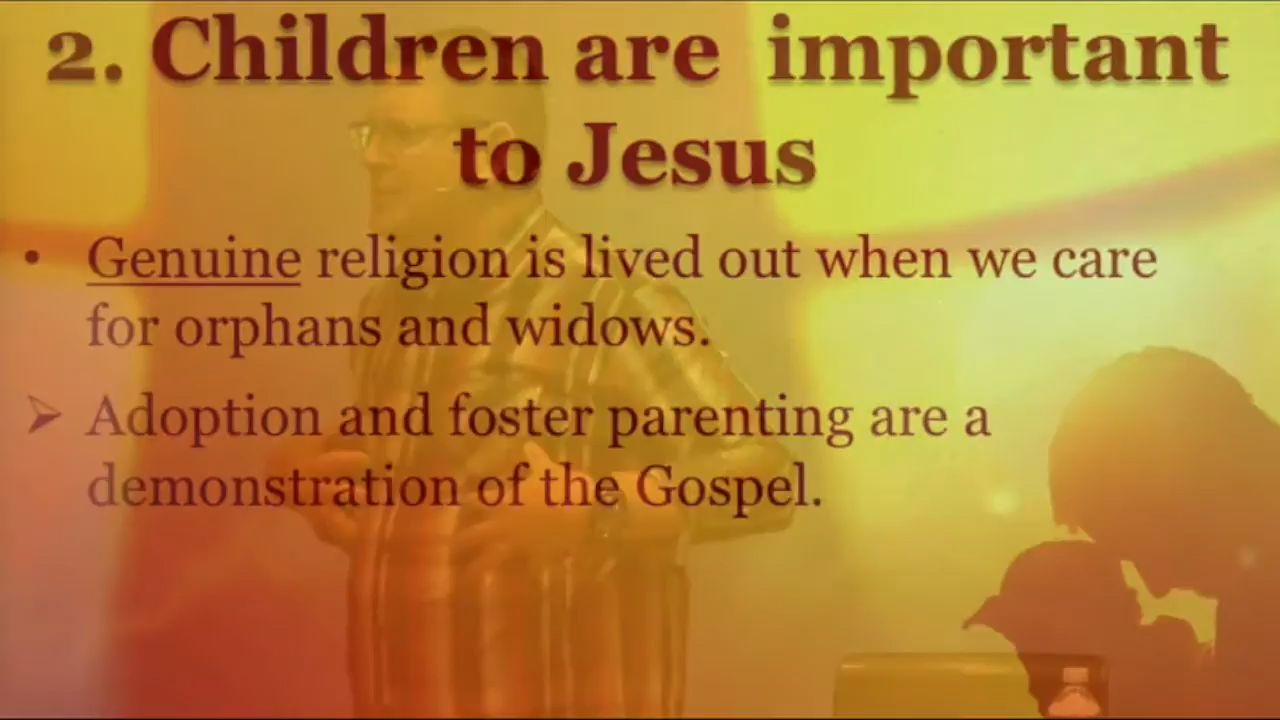 2. Children are important
to Jesus
• Genuine religion is lived out when we care
for orphans and widows.
➢ Adoption and foster parenting are a
demonstration of the Gospel.